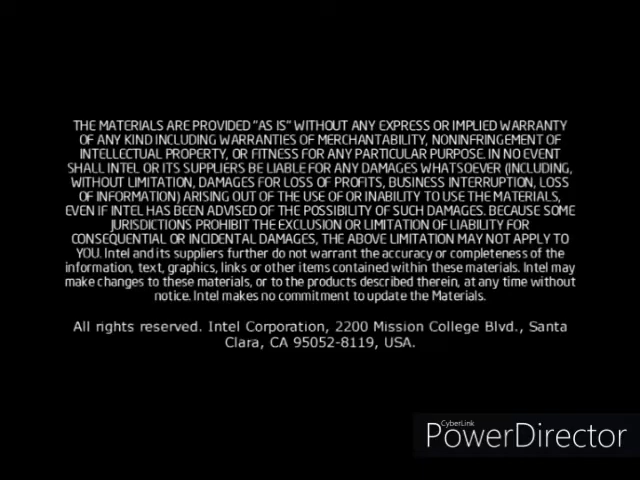 THE MATERIALS ARE PROVIDED "AS IS" WITHOUT ANY EXPRESS OR IMPLIED WARRANTY
OF ANY KIND INCLUDING WARRANTIES OF MERCHANTABILITY, NONINFRINGEMENT OF
INTELLECTUAL PROPERTY, OR FITNESS FOR ANY PARTICULAR PURPOSE. IN NO EVENT
SHALL INTEL OR ITS SUPPLIERS BE LIABLE FOR ANY DAMAGES WHATSOEVER (INCLUDING,
WITHOUT LIMITATION, DAMAGES FOR LOSS OF PROFITS, BUSINESS INTERRUPTION, LOSS
OF INFORMATION) ARISING OUT OF THE USE OF OR INABILITY TO USE THE MATERIALS,
EVEN IF INTEL HAS BEEN ADVISED OF THE POSSIBILITY OF SUCH DAMAGES. BECAUSE SOME
JURISDICTIONS PROHIBIT THE EXCLUSION OR LIMITATION OF LIABILITY FOR
CONSEQUENTIAL OR INCIDENTAL DAMAGES, THE ABOVE LIMITATION MAY NOT APPLY TO
YOU. Intel and its suppliers further do not warrant the accuracy or completeness of the
information, text, graphics, links or other items contained within these materials. Intel may
make changes to these materials, or to the products described therein, at any time without
notice. Intel makes no commitment to update the Materials.
All rights reserved. Intel Corporation, 2200 Mission College Blvd., Santa
Clara, CA 95052-8119, USA.
CyberLink
PowerDirector